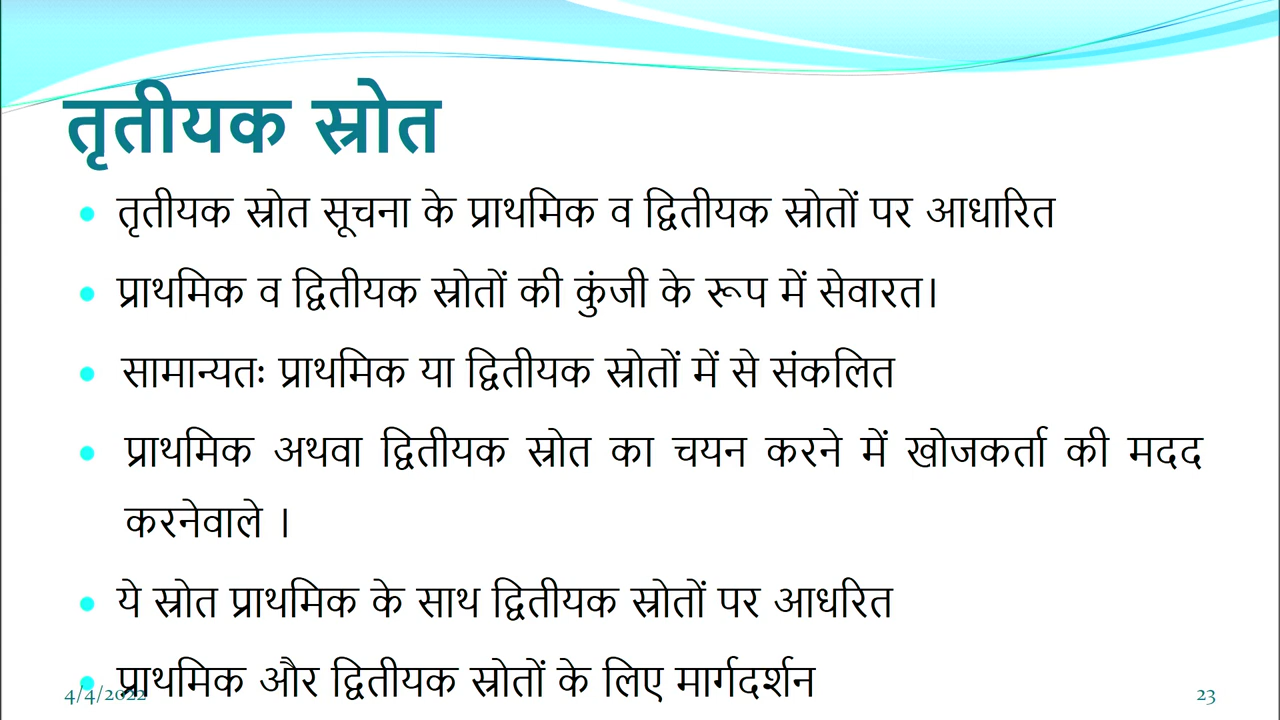 तृतीयक स्रोत
• तृतीयक स्रोत सूचना के प्राथमिक व द्वितीयक स्रोतों पर आधारित
• प्राथमिक व द्वितीयक स्रोतों की कुंजी के रूप में सेवारत।
• सामान्यतः प्राथमिक या द्वितीयक स्रोतों में से संकलित
• प्राथमिक अथवा द्वितीयक स्रोत का चयन करने में खोजकर्ता की मदद
करनेवाले ।
• ये स्रोत प्राथमिक के साथ द्वितीयक स्रोतों पर आधरित
• प्राथमिक और द्वितीयक स्रोतों के लिए मार्गदर्शन
4/4/2022
23